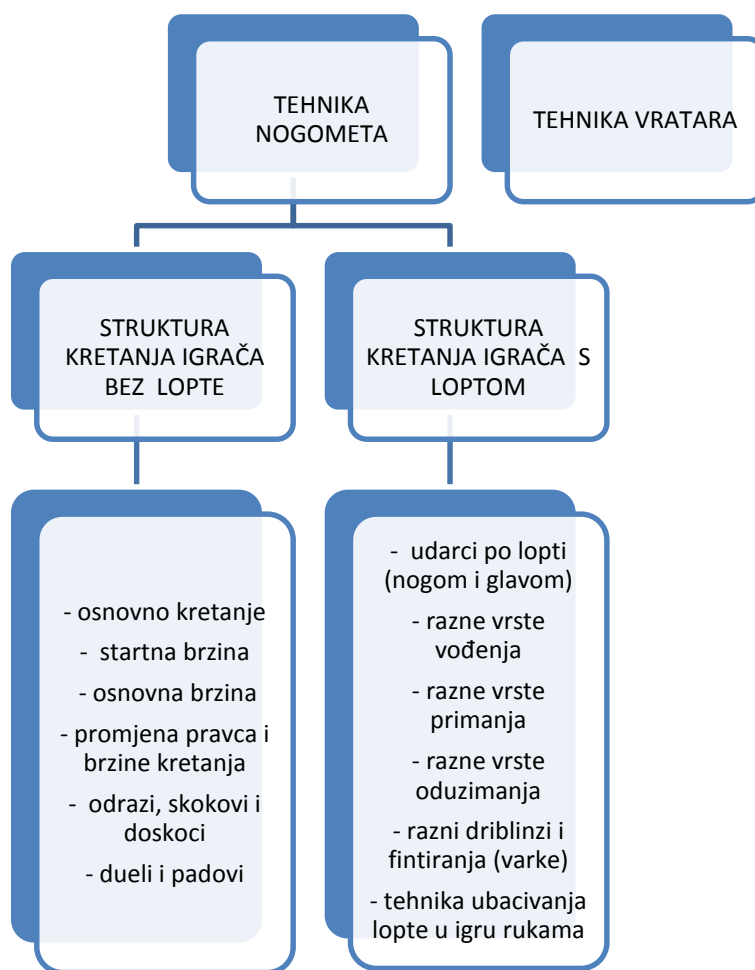 TEHNIKA
NOGOMETA
TEHNIKA VRATARA
STRUKTURA
KRETANJA IGRAČA
BEZ LOPTE
STRUKTURA
KRETANJA IGRAČA S
LOPTOM
- osnovno kretanje
- startna brzina
- osnovna brzina
- promjena pravca i
brzine kretanja
- odrazi, skokovi i
doskoci
- dueli i padovi
- udarci po lopti
(nogom i glavom)
- razne vrste
vođenja
- razne vrste
primanja
- razne vrste
oduzimanja
- razni driblinzi i
fintiranja (varke)
- tehnika ubacivanja
lopte u igru rukama